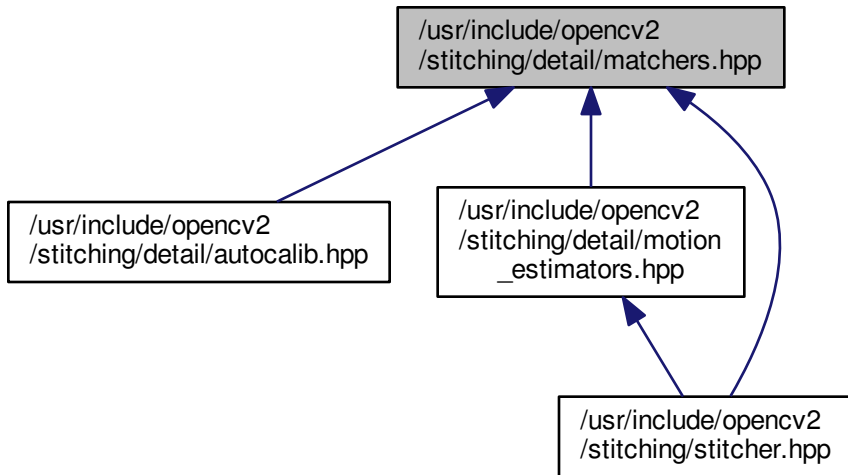 /usr/include/opencv2
/stitching/detail/matchers.hpp
/usr/include/opencv2
/stitching/detail/autocalib.hpp
/usr/include/opencv2
/stitching/detail/motion
_estimators.hpp
/usr/include/opencv2
/stitching/stitcher.hpp